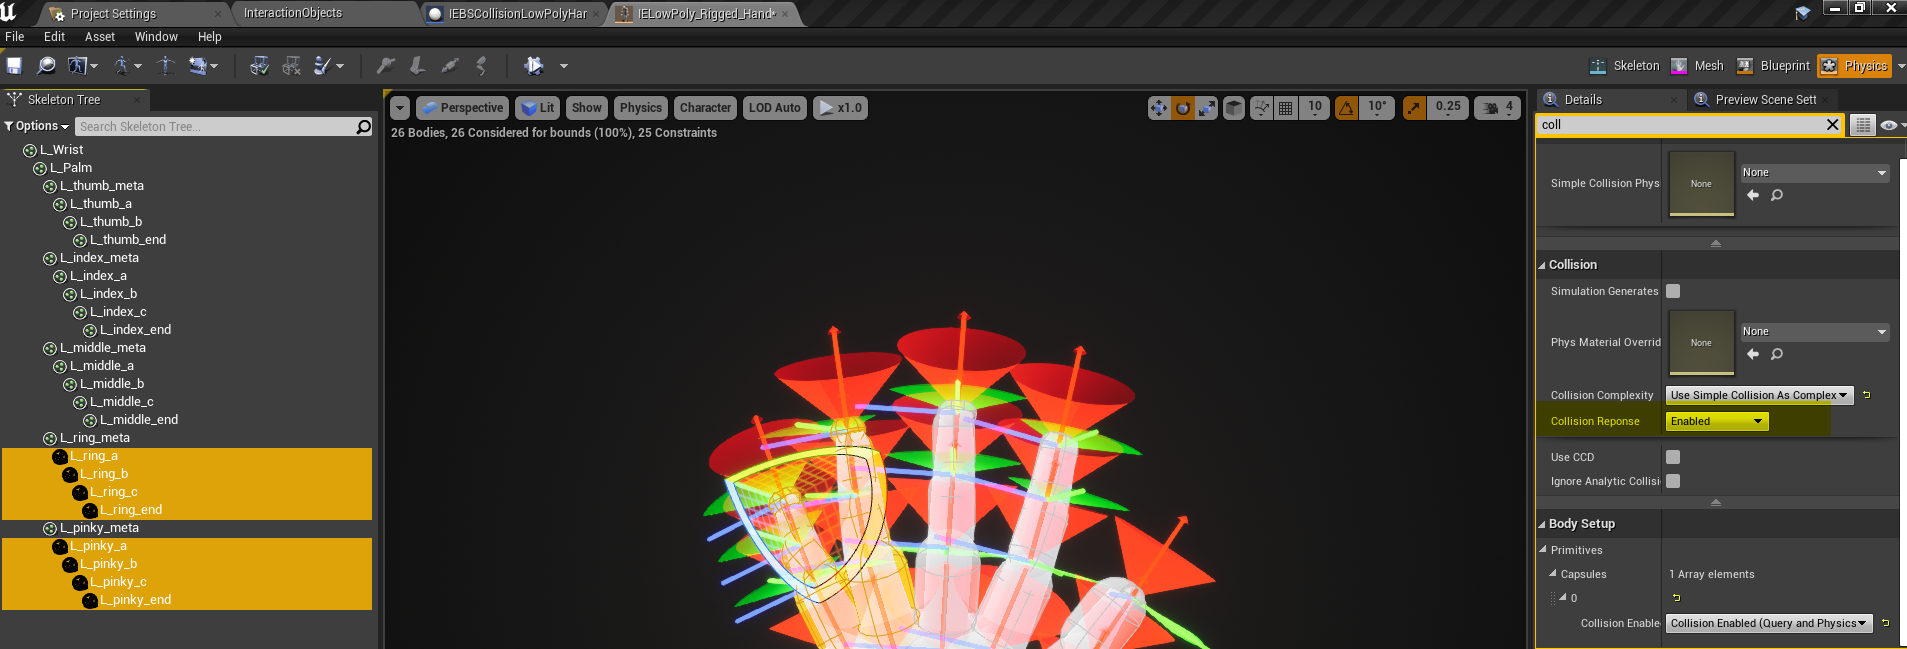 Project Settings
InteractionObjects
IEBSCollisionLowPolyHar
IELowPoly_Rigged_Hand*
File Edit Asset Window Help
Skeleton Mesh Blueprint Physics
Skeleton Tree
Options Search Skeleton Tree...
L_Wrist
L_Palm
L_thumb_meta
L_thumb_a
L_thumb_b
L_thumb_end
L_index_meta
L_index_a
L_index_b
L_index_c
L_index_end
L_middle_meta
L_middle_a
L_middle_b
L_middle_c
L_middle_end
L_ring_meta
L_ring_a
L_ring_b
L_ring_c
L_ring_end
L_pinky_meta
L_pinky_a
L_pinky_b
L_pinky_c
L_pinky_end
Perspective Lit Show Physics Character LOD Auto x1.0 10 10° 0.25 4
26 Bodies, 26 Considered for bounds (100%), 25 Constraints
Details Preview Scene Sett
coll
Simple Collision Phys None None
Collision
Simulation Generates
Phys Material Overrid None None
Collision Complexity Use Simple Collision As Complex
Collision Reponse Enabled
Use CCD
Ignore Analytic Collisi
Body Setup
Primitives
Capsules 1 Array elements
0
Collision Enable Collision Enabled (Query and Physics